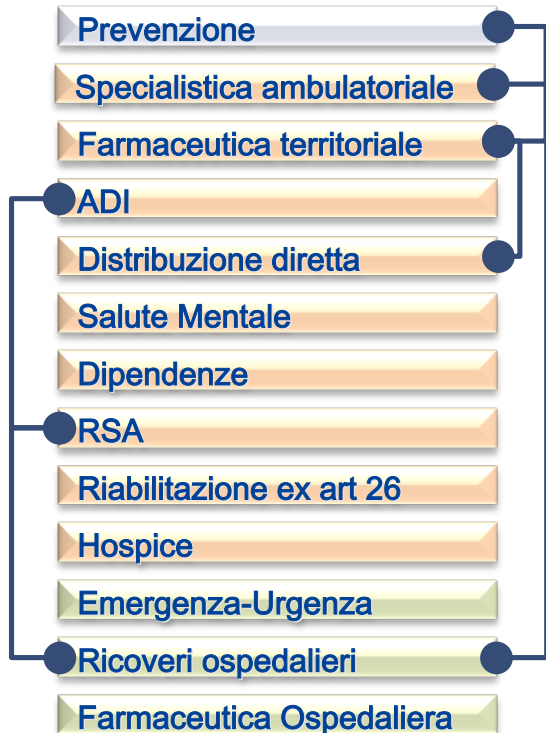 Prevenzione
Specialistica ambulatoriale
Farmaceutica territoriale
ADI
Distribuzione diretta
Salute Mentale
Dipendenze
RSA
Riabilitazione ex art 26
Hospice
Emergenza-Urgenza
Ricoveri ospedalieri
Farmaceutica Ospedaliera